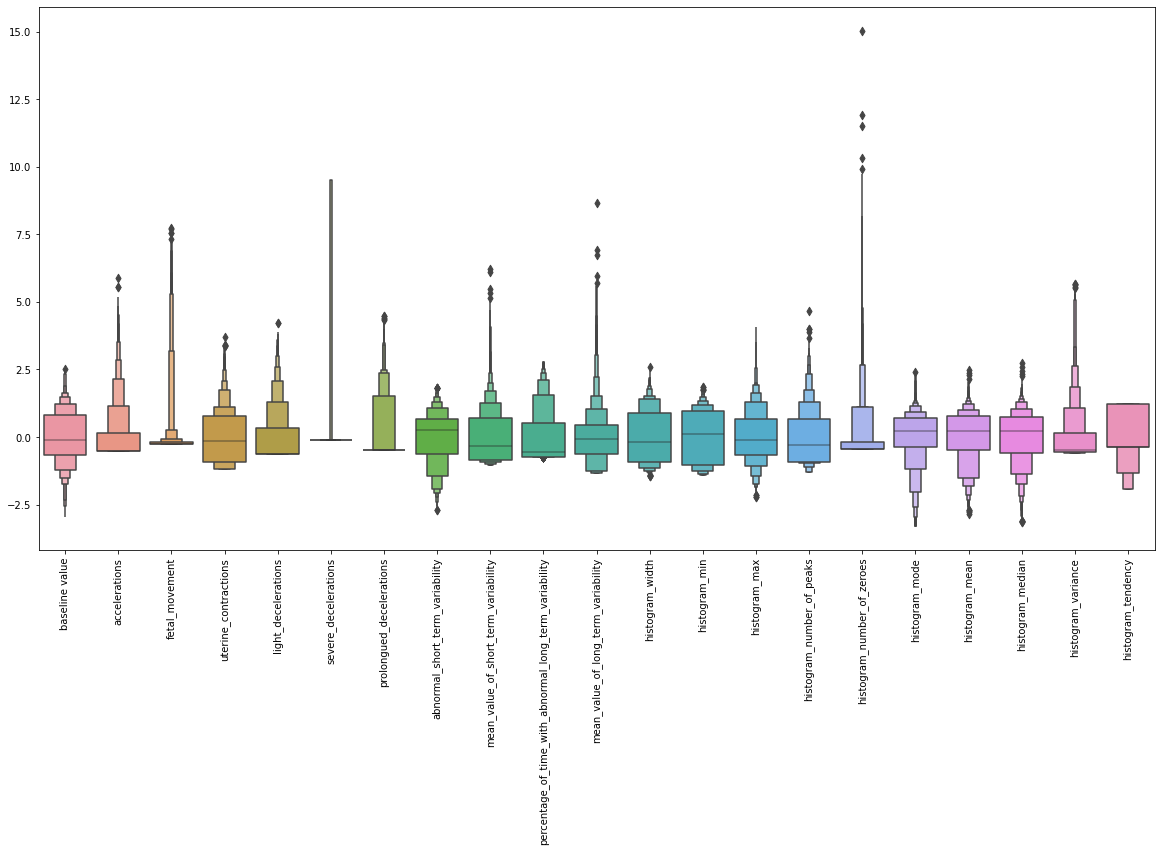 15.0
12.5
10.0
7.5
5.0
2.5
0.0
−2.5
baseline value
accelerations
fetal_movement
uterine_contractions
light_decelerations
severe_decelerations
prolongued_decelerations
abnormal_short_term_variability
mean_value_of_short_term_variability
percentage_of_time_with_abnormal_long_term_variability
mean_value_of_long_term_variability
histogram_width
histogram_min
histogram_max
histogram_number_of_peaks
histogram_number_of_zeroes
histogram_mode
histogram_mean
histogram_median
histogram_variance
histogram_tendency